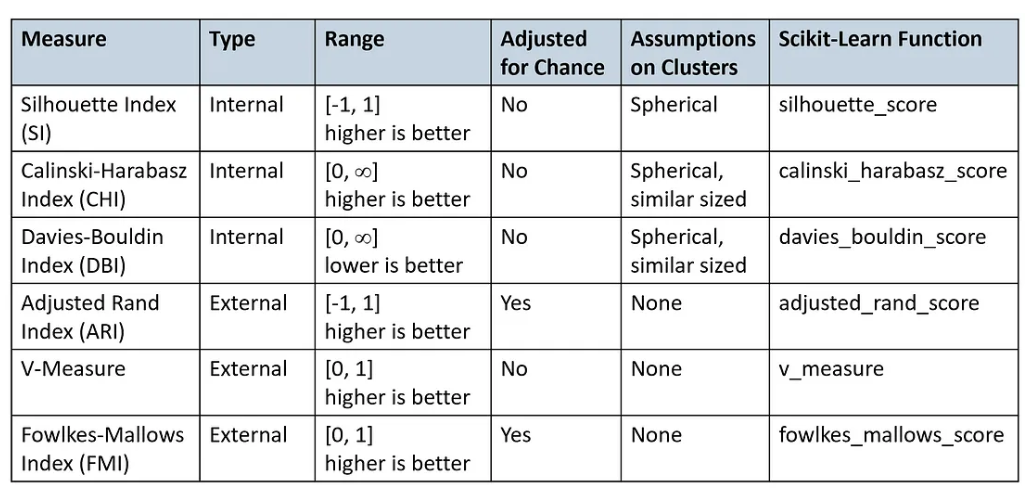 Measure Type Range Adjusted for Chance Assumptions on Clusters Scikit-Learn Function
Silhouette Index (SI) Internal [-1, 1] higher is better No Spherical silhouette_score
Calinski-Harabasz Index (CHI) Internal [0, ∞] higher is better No Spherical, similar sized calinski_harabasz_score
Davies-Bouldin Index (DBI) Internal [0, ∞] lower is better No Spherical, similar sized davies_bouldin_score
Adjusted Rand Index (ARI) External [-1, 1] higher is better Yes None adjusted_rand_score
V-Measure External [0, 1] higher is better No None v_measure
Fowlkes-Mallows Index (FMI) External [0, 1] higher is better Yes None fowlkes_mallows_score